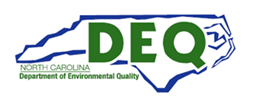 DEQ
NORTH CAROLINA
Department of Environmental Quality